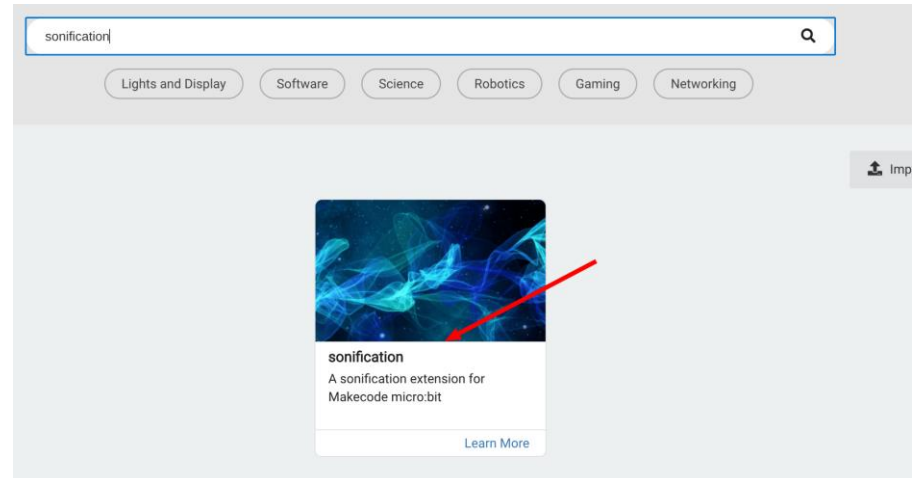 sonification
Lights and Display Software Science Robotics Gaming Networking
Imp
sonification
A sonification extension for
Makecode micro:bit
Learn More